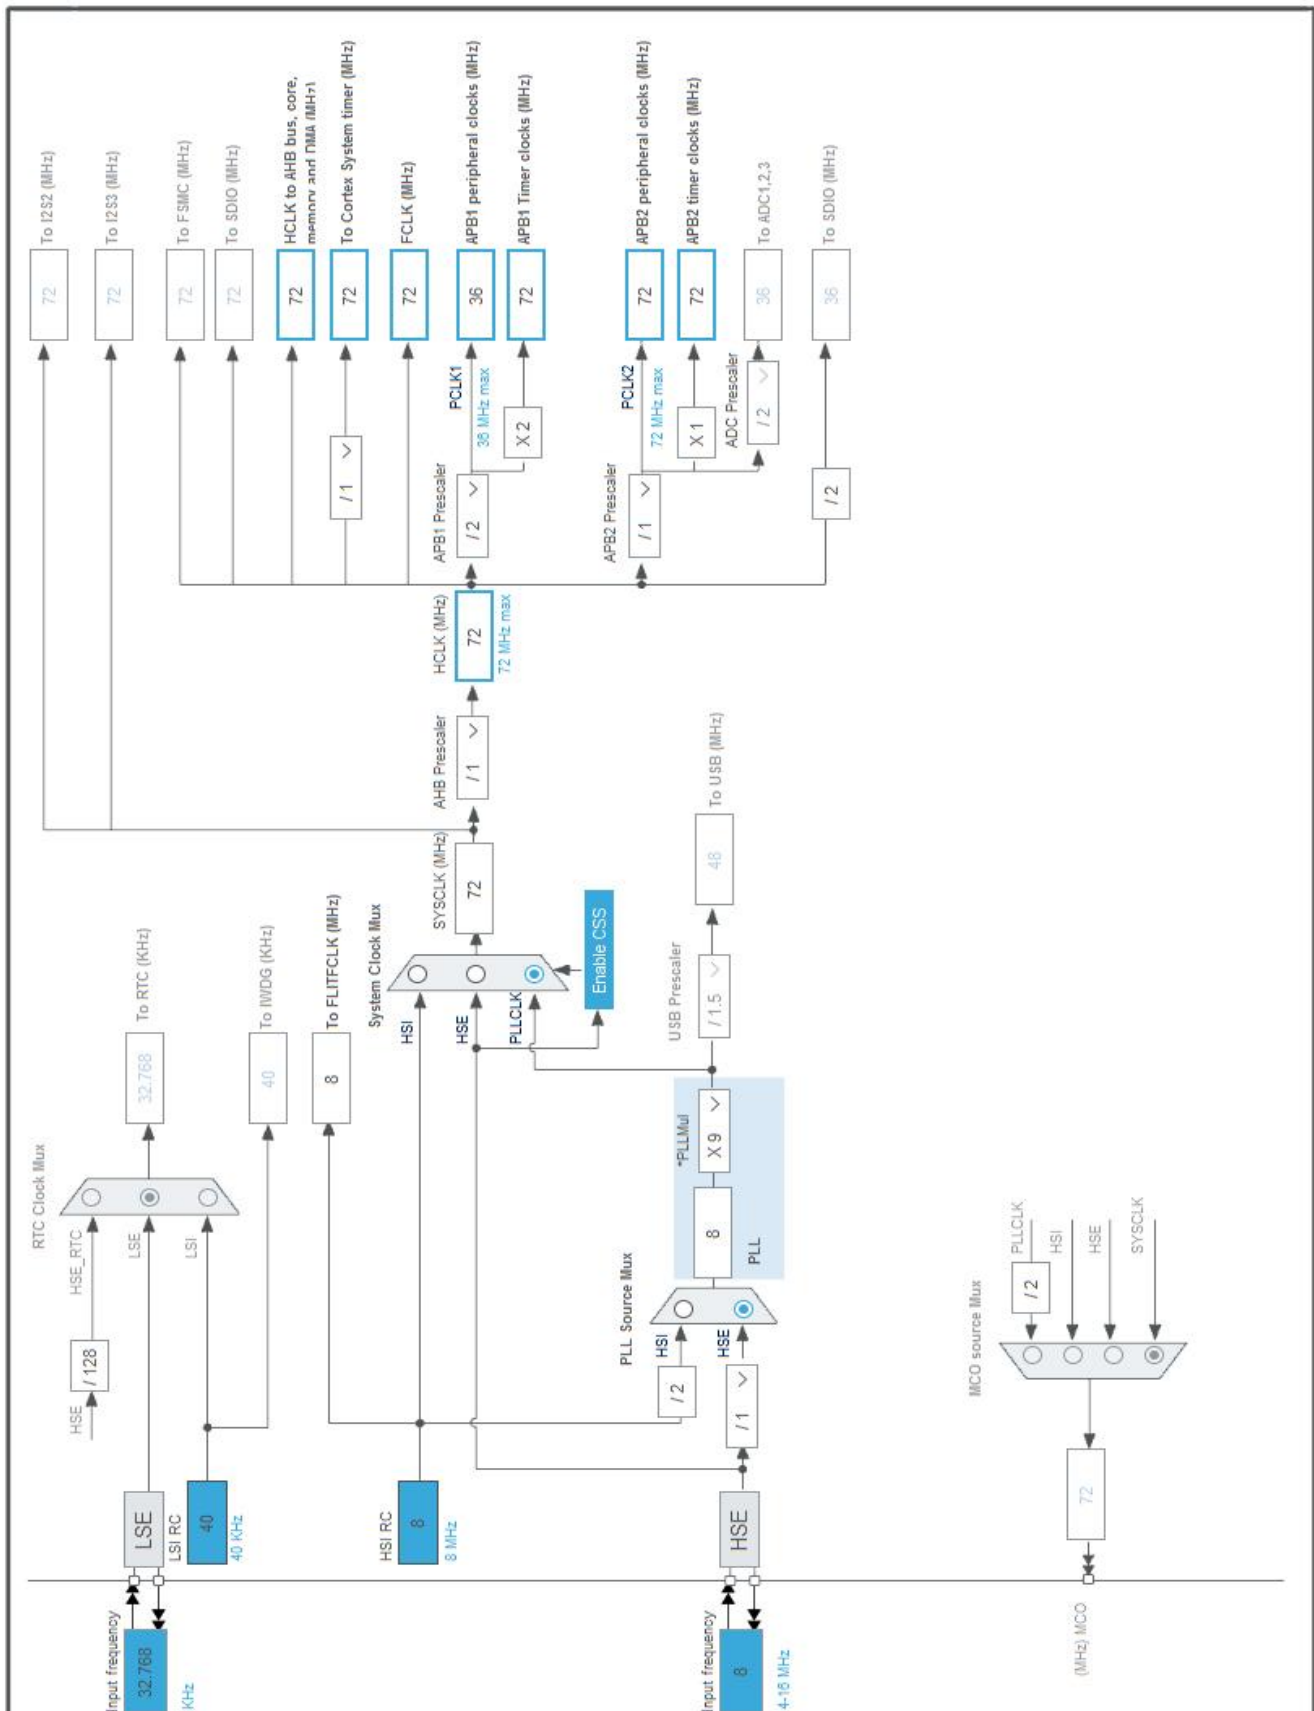 Input frequency
32.768
KHz
LSE
LSI RC
40
40 KHz
HSE
/ 128
HSE_RTC
LSE
LSI
RTC Clock Mux
32.768
To RTC (KHz)
40
To IWDG (KHz)
HSI RC
8
8 MHz
8
To FLITFCLK (MHz)
System Clock Mux
HSI
HSE
PLLCLK
Enable CSS
SYSCLK (MHz)
72
AHB Prescaler
/ 1
HCLK (MHz)
72
72 MHz max
72
To I2S2 (MHz)
72
To I2S3 (MHz)
72
To FSMC (MHz)
72
To SDIO (MHz)
72
HCLK to AHB bus, core,
memory and DMA (MHz)
/ 1
72
To Cortex System timer (MHz)
72
FCLK (MHz)
APB1 Prescaler
/ 2
PCLK1
36 MHz max
36
APB1 peripheral clocks (MHz)
X 2
72
APB1 Timer clocks (MHz)
APB2 Prescaler
/ 1
PCLK2
72 MHz max
72
APB2 peripheral clocks (MHz)
X 1
72
APB2 timer clocks (MHz)
ADC Prescaler
/ 2
36
To ADC1,2,3
/ 2
36
To SDIO (MHz)
Input frequency
8
4-16 MHz
HSE
/ 1
/ 2
PLL Source Mux
HSI
HSE
8
*PLLMul
X 9
PLL
USB Prescaler
/ 1.5
48
To USB (MHz)
(MHz) MCO
72
MCO source Mux
/ 2
PLLCLK
HSI
HSE
SYSCLK